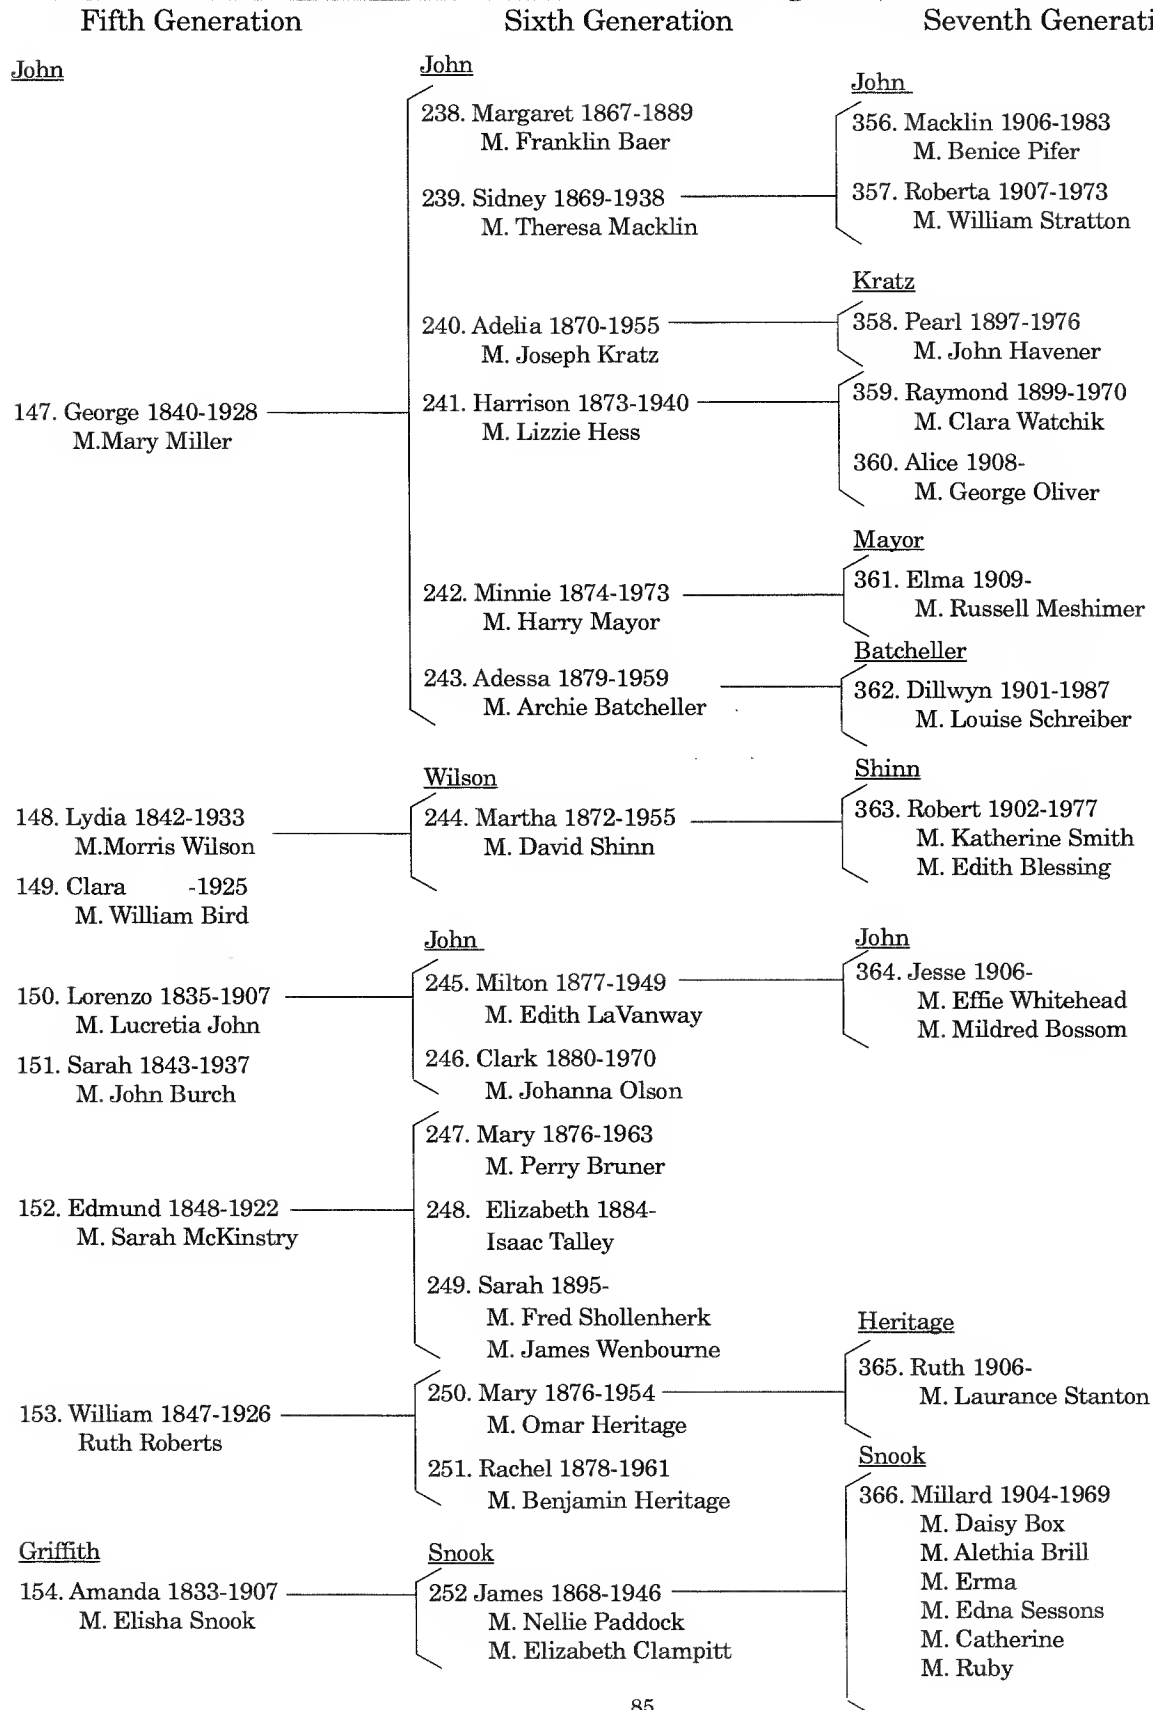 Fifth Generation
Sixth Generation
Seventh Generati
John
147. George 1840-1928
M.Mary Miller
148. Lydia 1842-1933
M.Morris Wilson
149. Clara -1925
M. William Bird
150. Lorenzo 1835-1907
M. Lucretia John
151. Sarah 1843-1937
M. John Burch
152. Edmund 1848-1922
M. Sarah McKinstry
153. William 1847-1926
Ruth Roberts
Griffith
154. Amanda 1833-1907
M. Elisha Snook
John
238. Margaret 1867-1889
M. Franklin Baer
239. Sidney 1869-1938
M. Theresa Macklin
240. Adelia 1870-1955
M. Joseph Kratz
241. Harrison 1873-1940
M. Lizzie Hess
242. Minnie 1874-1973
M. Harry Mayor
243. Adessa 1879-1959
M. Archie Batcheller
Wilson
244. Martha 1872-1955
M. David Shinn
John
245. Milton 1877-1949
M. Edith LaVanway
246. Clark 1880-1970
M. Johanna Olson
247. Mary 1876-1963
M. Perry Bruner
248. Elizabeth 1884-
Isaac Talley
249. Sarah 1895-
M. Fred Shollenherk
M. James Wenbourne
250. Mary 1876-1954
M. Omar Heritage
251. Rachel 1878-1961
M. Benjamin Heritage
Snook
252 James 1868-1946
M. Nellie Paddock
M. Elizabeth Clampitt
John
356. Macklin 1906-1983
M. Benice Pifer
357. Roberta 1907-1973
M. William Stratton
Kratz
358. Pearl 1897-1976
M. John Havener
359. Raymond 1899-1970
M. Clara Watchik
360. Alice 1908-
M. George Oliver
Mayor
361. Elma 1909-
M. Russell Meshimer
Batcheller
362. Dillwyn 1901-1987
M. Louise Schreiber
Shinn
363. Robert 1902-1977
M. Katherine Smith
M. Edith Blessing
John
364. Jesse 1906-
M. Effie Whitehead
M. Mildred Bossom
Heritage
365. Ruth 1906-
M. Laurance Stanton
Snook
366. Millard 1904-1969
M. Daisy Box
M. Alethia Brill
M. Erma
M. Edna Sessons
M. Catherine
M. Ruby
85